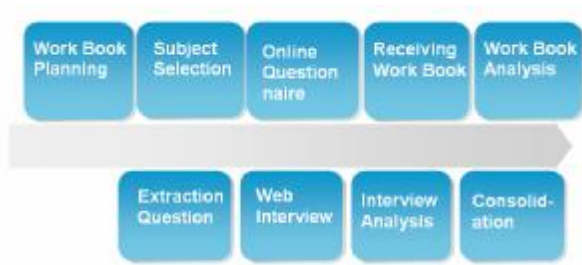 Work Book
Planning
Subject
Selection
Online
Question
naire
Receiving
Work Book
Work Book
Analysis
Extraction
Question
Web
Interview
Interview
Analysis
Consolid-
ation